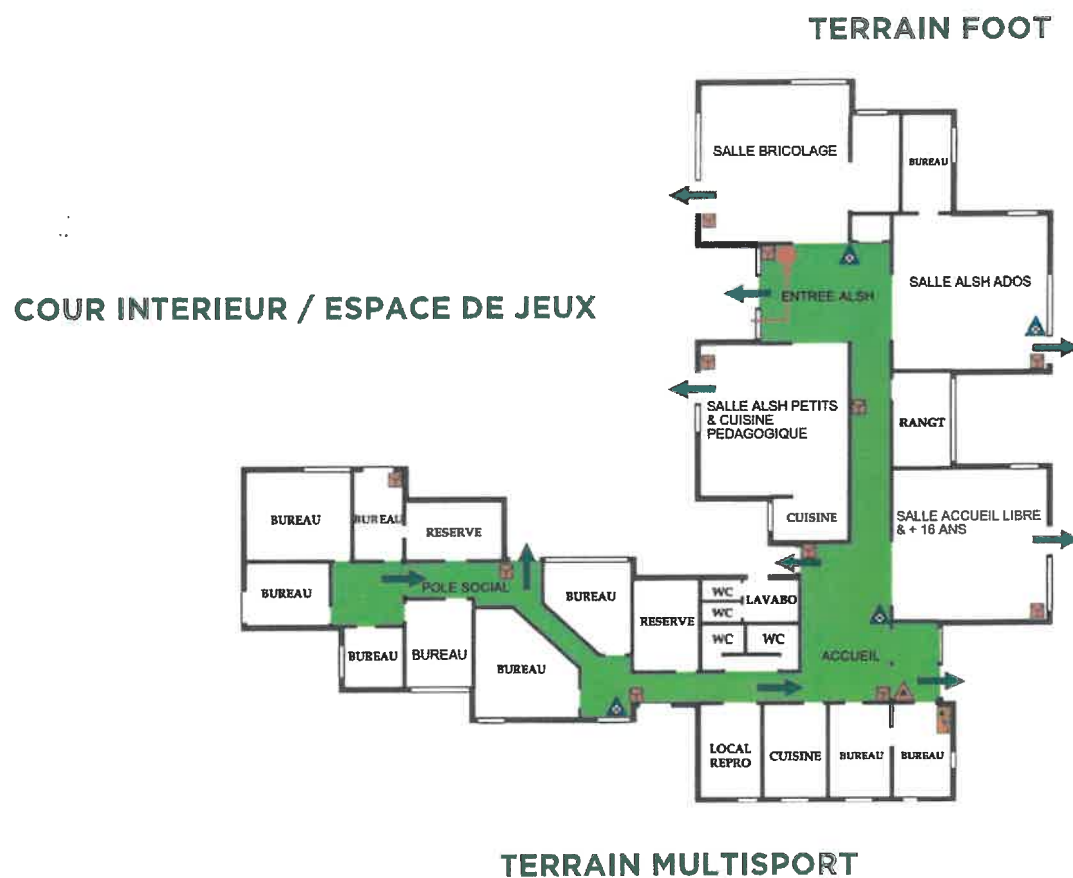 TERRAIN FOOT
SALLE BRICOLAGE
BUREAU
COUR INTERIEUR / ESPACE DE JEUX
ENTREE ALSH
SALLE ALSH ADOS
SALLE ALSH PETITS
& CUISINE
PEDAGOGIQUE
RANGT
CUISINE
SALLE ACCUEIL LIBRE
& + 16 ANS
BUREAU
BUREAU
RESERVE
POLE SOCIAL
BUREAU
BUREAU
BUREAU
BUREAU
BUREAU
RESERVE
WC
WC
LAVABO
WC
WC
ACCUEIL
LOCAL
REPRO
CUISINE
BUREAU
BUREAU
TERRAIN MULTISPORT